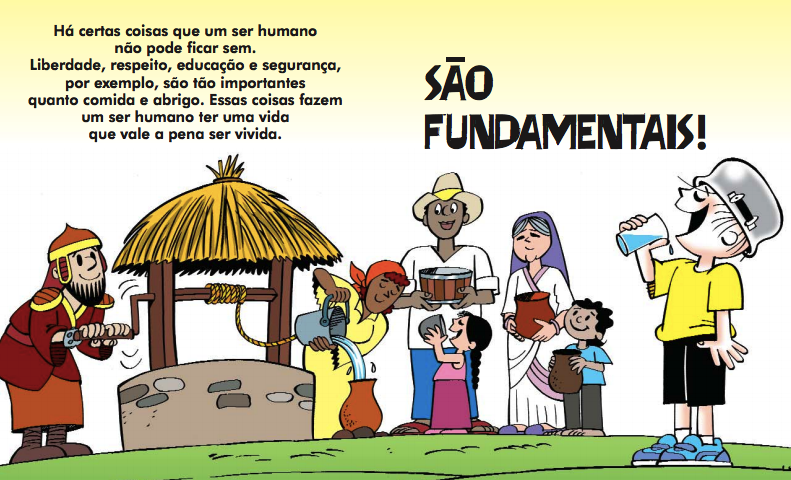 Há certas coisas que um ser humano
não pode ficar sem.
Liberdade, respeito, educação e segurança,
por exemplo, são tão importantes
quanto comida e abrigo. Essas coisas fazem
um ser humano ter uma vida
que vale a pena ser vivida.
SÃO
FUNDAMENTAIS!